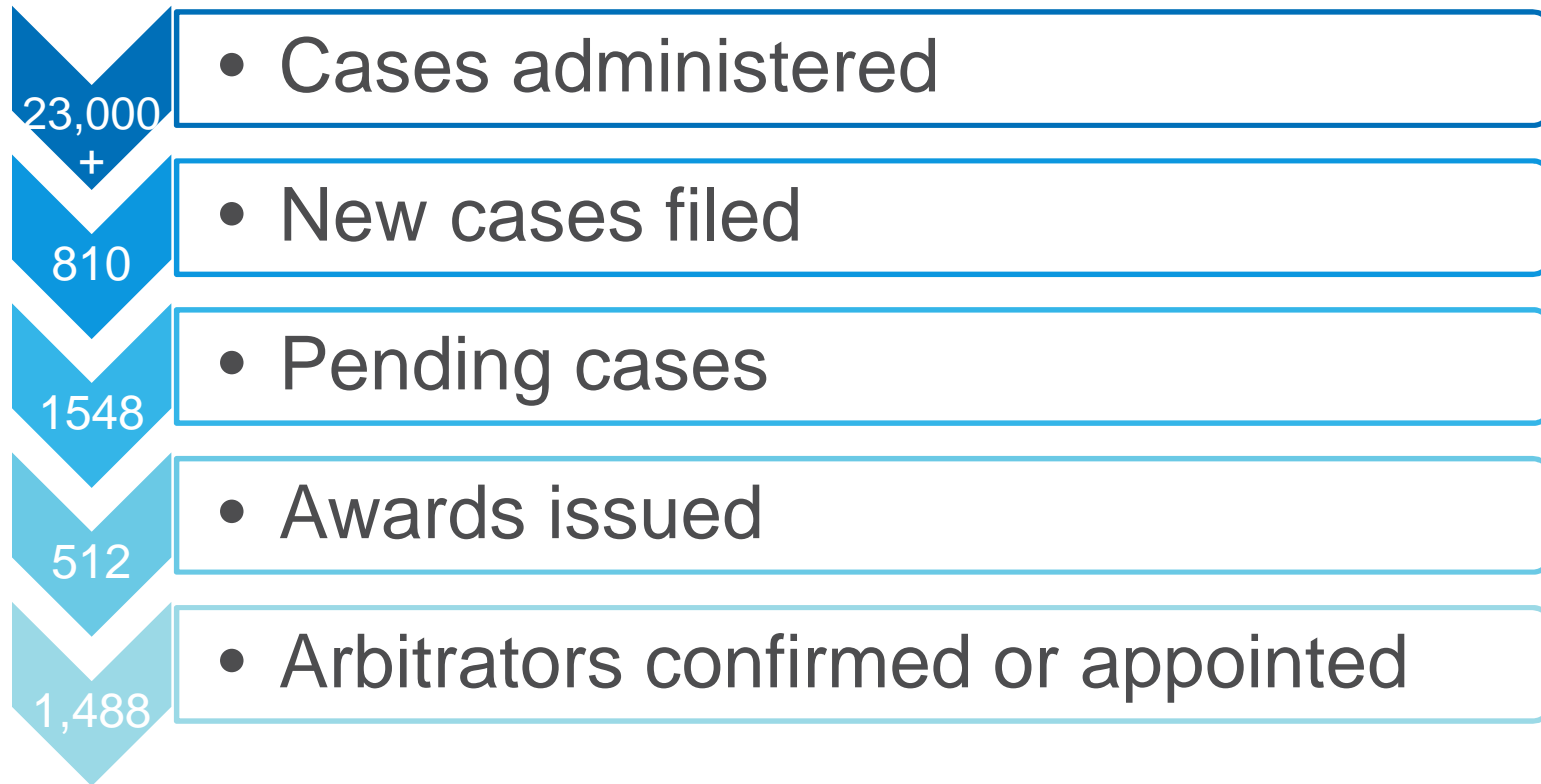 23,000
+
• Cases administered
810
• New cases filed
1548
• Pending cases
512
• Awards issued
1,488
• Arbitrators confirmed or appointed